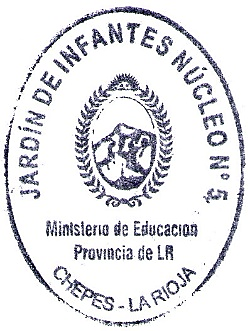 JARDÍN DE INFANTES NÚCLEO Nº 5
Ministerio de Educacion
Provincia de LR
CHEPES - LA RIOJA